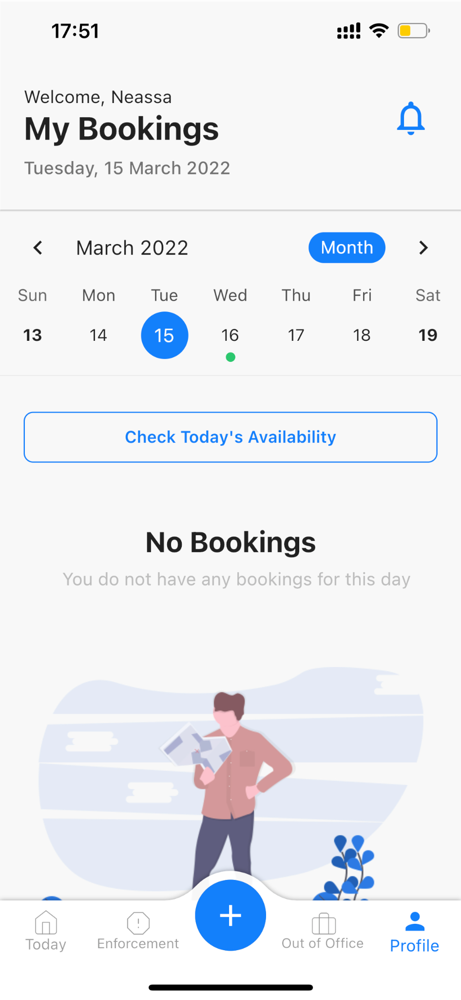 17:51
Welcome, Neassa
My Bookings
Tuesday, 15 March 2022
March 2022 Month
Sun Mon Tue Wed Thu Fri Sat
13 14 15 16 17 18 19
Check Today's Availability
No Bookings
You do not have any bookings for this day
Today Enforcement Out of Office Profile